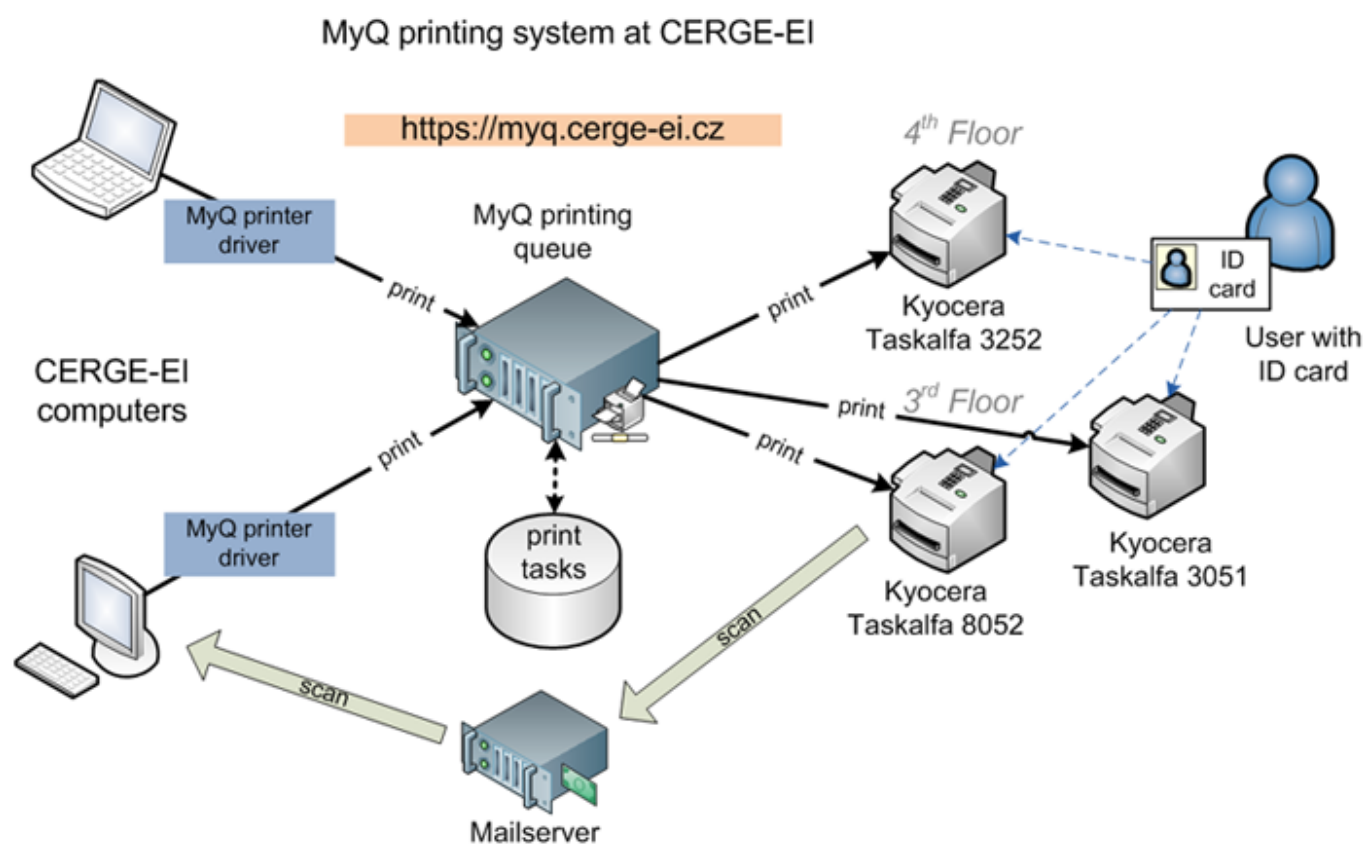 MyQ printing system at CERGE-EI
https://myq.cerge-ei.cz
4th Floor
MyQ printer
driver
MyQ printing
queue
ID
card
print
print
Kyocera
Taskalfa 3252
User with
ID card
CERGE-EI
computers
print
3rd Floor
print
print
MyQ printer
driver
print
tasks
Kyocera
Taskalfa 3051
Kyocera
Taskalfa 8052
scan
scan
Mailserver